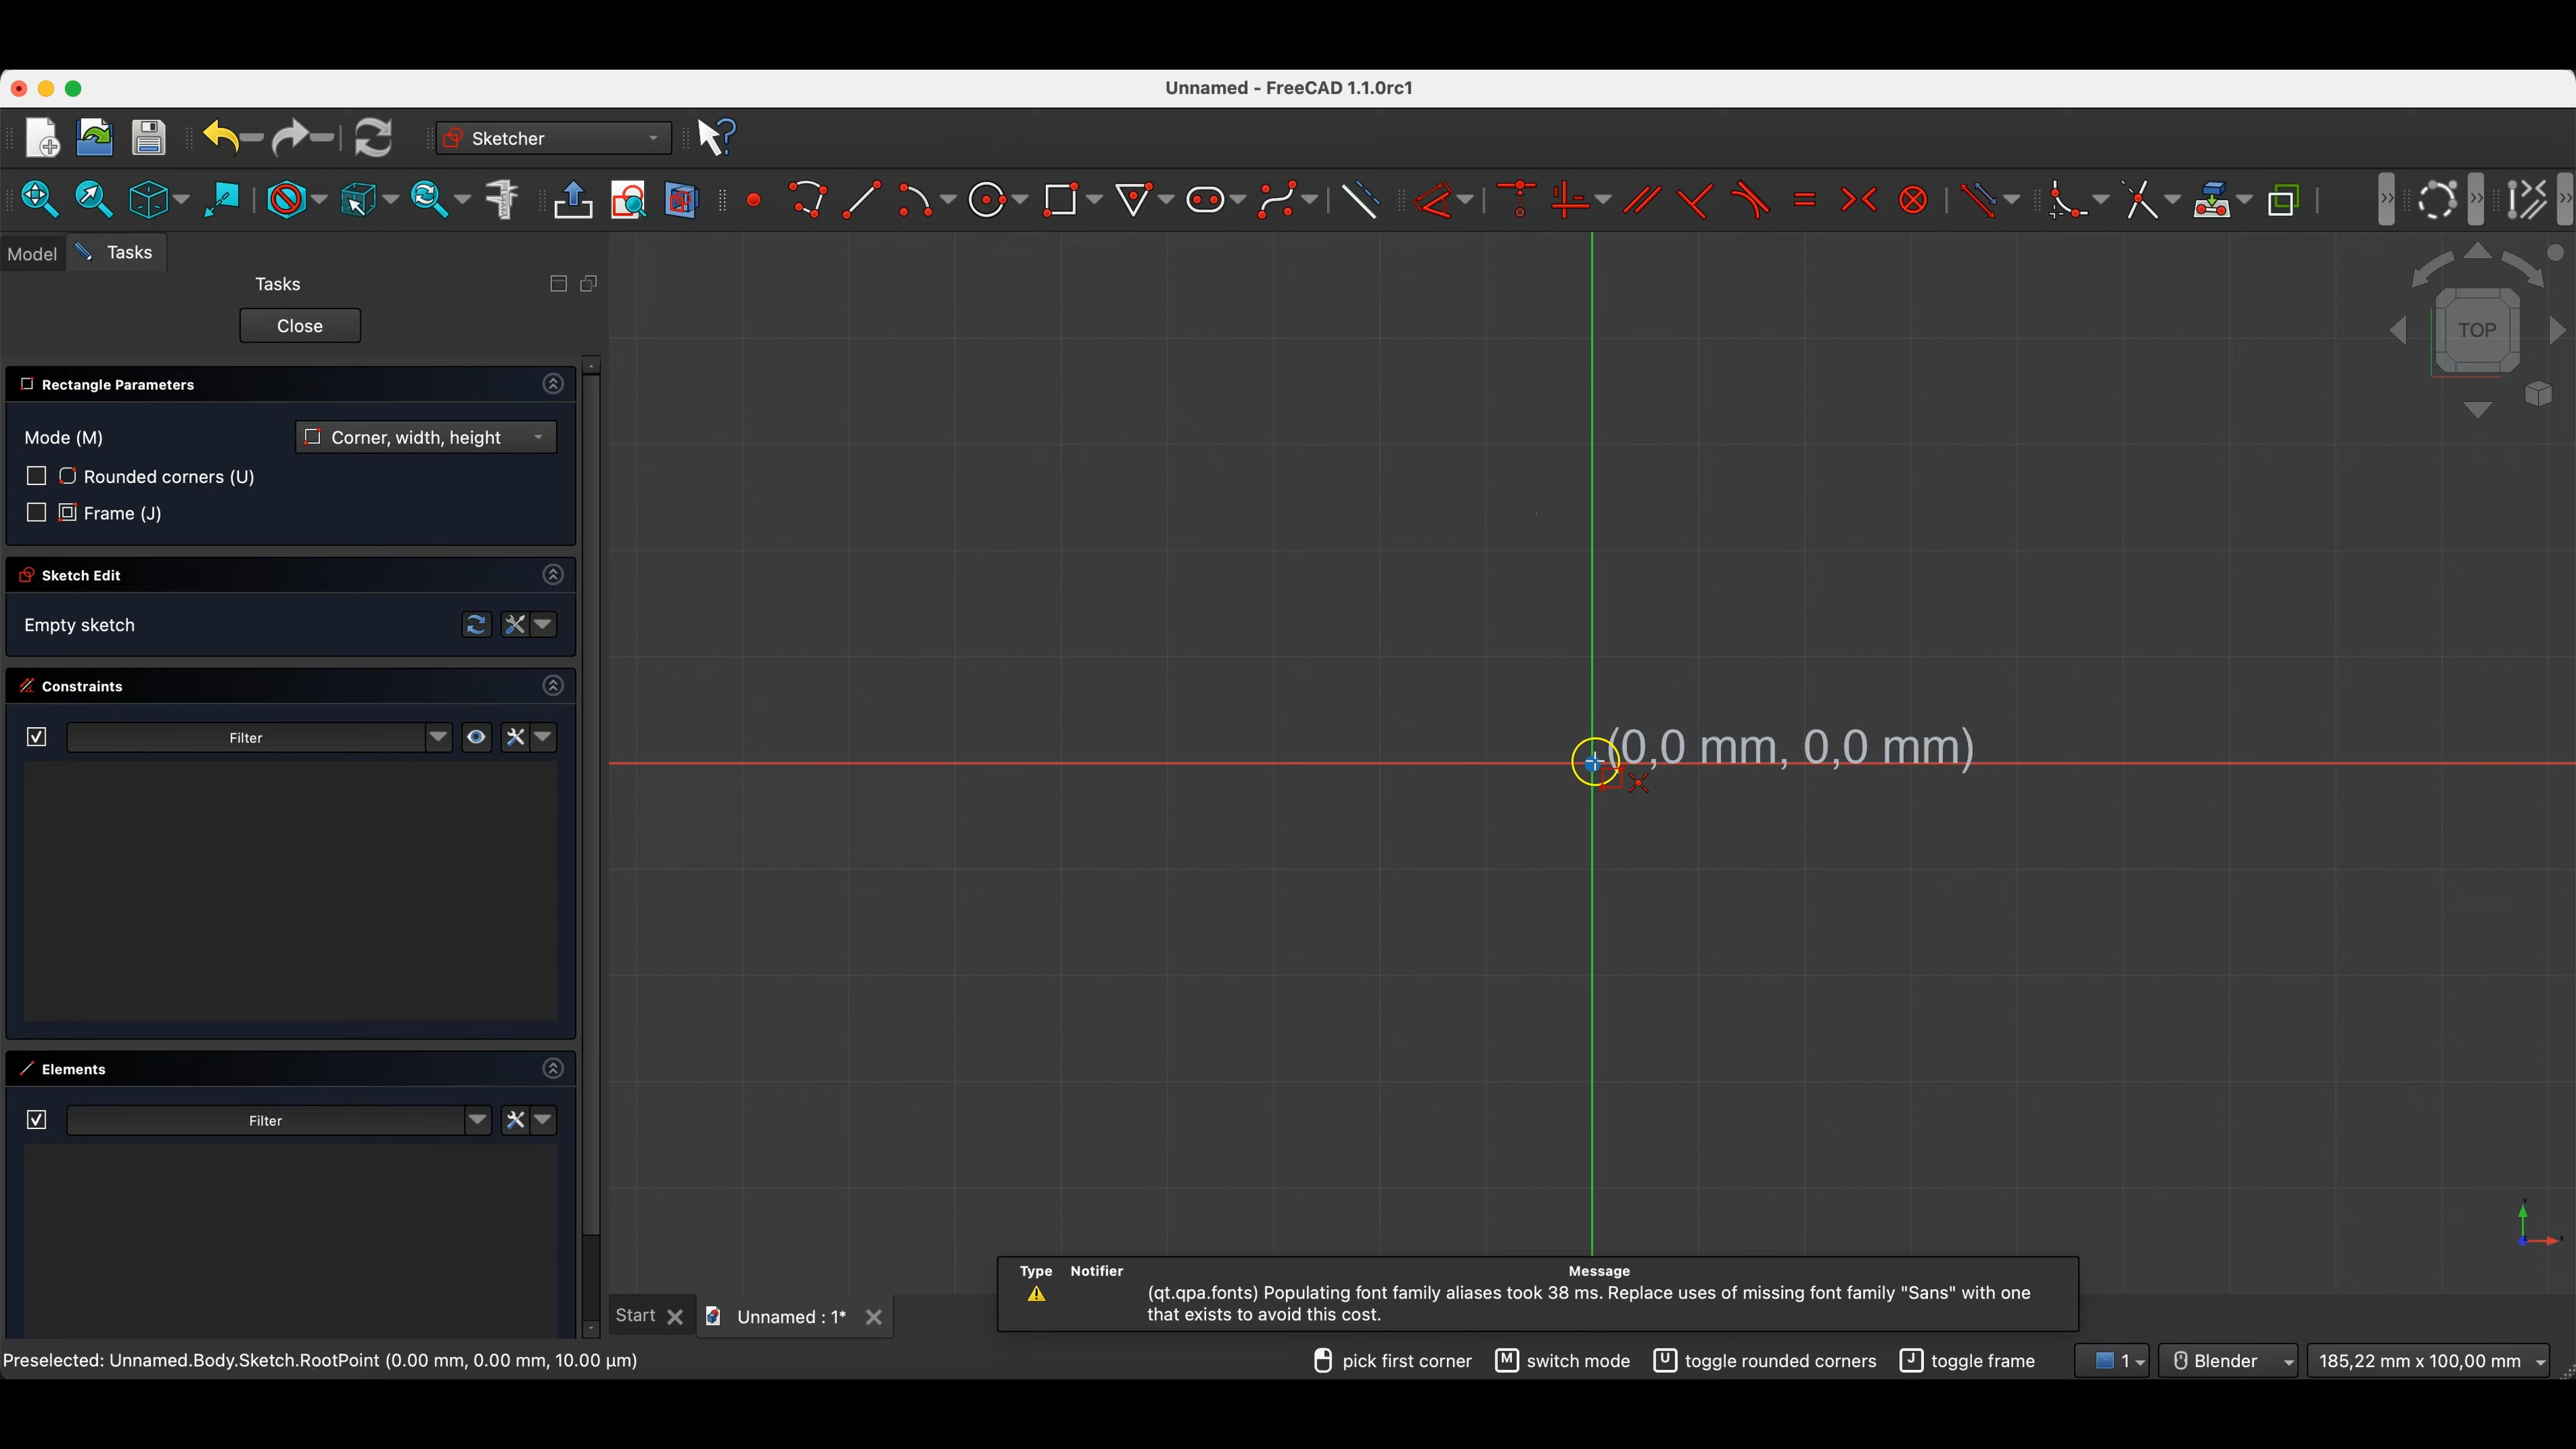 Unnamed - FreeCAD 1.1.0rc1
Sketcher
Model
Tasks
Tasks
Close
Rectangle Parameters
Mode (M)
Corner, width, height
Rounded corners (U)
Frame (J)
Sketch Edit
Empty sketch
Constraints
Filter
Elements
Filter
TOP
(0,0 mm, 0,0 mm)
Type Notifier Message
(qt.qpa.fonts) Populating font family aliases took 38 ms. Replace uses of missing font family "Sans" with one
that exists to avoid this cost.
Start
Unnamed : 1*
Preselected: Unnamed.Body.Sketch.RootPoint (0.00 mm, 0.00 mm, 10.00 µm)
pick first corner
M switch mode
U toggle rounded corners
J toggle frame
1
Blender
185,22 mm x 100,00 mm